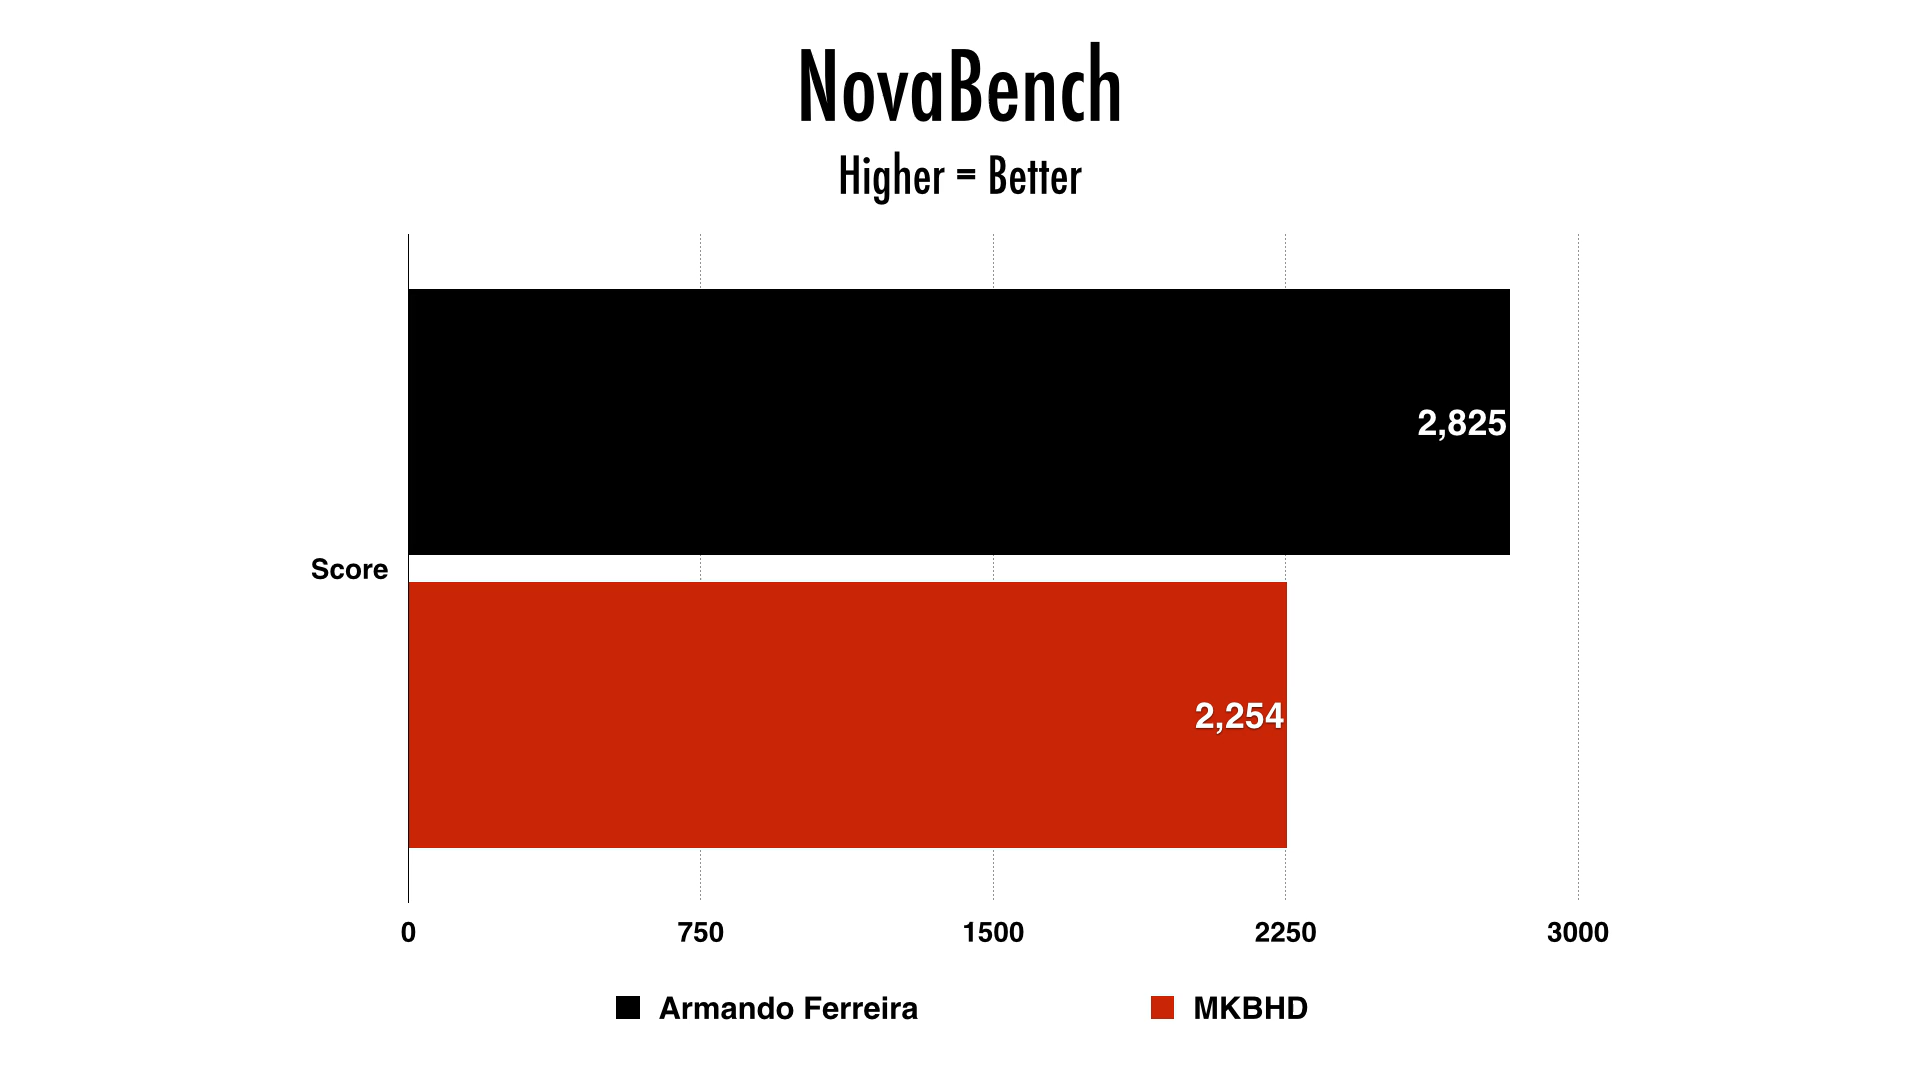 NovaBench
Higher = Better
2,825
Score
2,254
0 750 1500 2250 3000
Armando Ferreira MKBHD